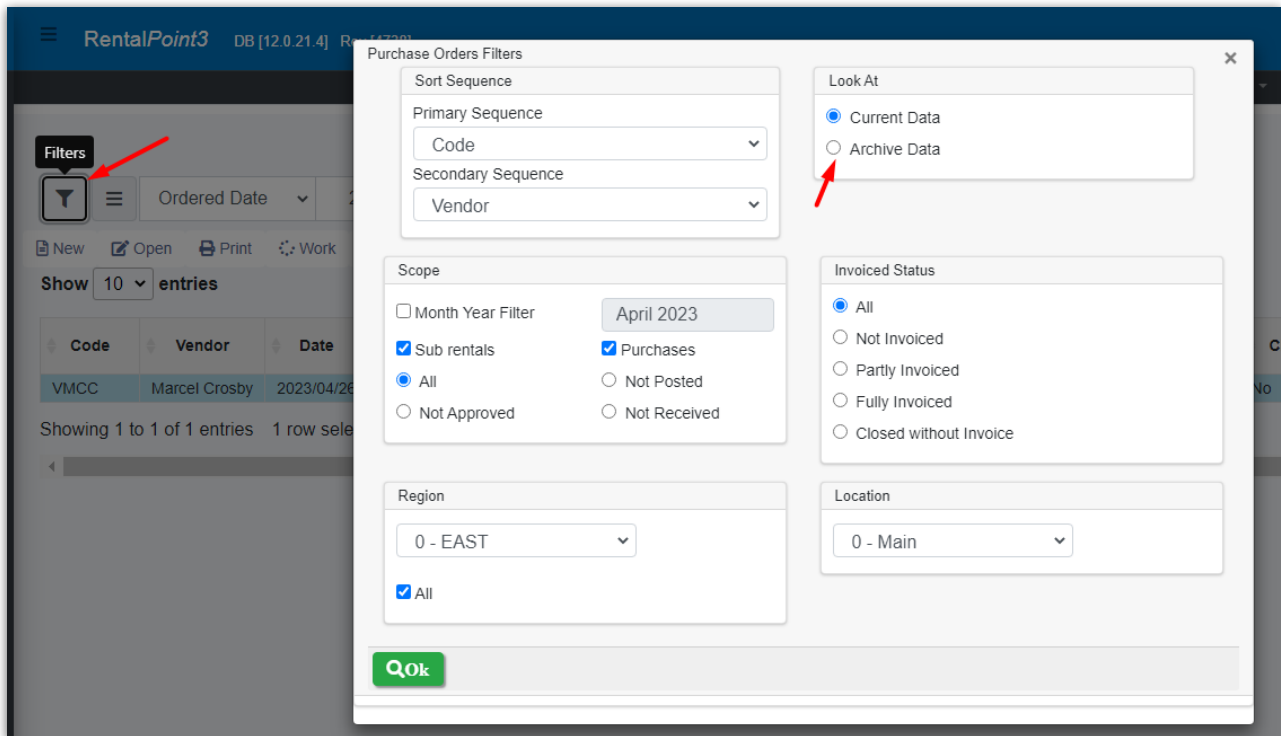 RentalPoint3 DB [12.0.21.4] Rev [4730]
Purchase Orders Filters ×
Sort Sequence
Primary Sequence
Code
Secondary Sequence
Vendor
Look At
Current Data
Archive Data
Filters
Ordered Date
New Open Print Work
Show 10 entries
Code Vendor Date
VMCC Marcel Crosby 2023/04/26 No
Showing 1 to 1 of 1 entries 1 row sele
Scope
Month Year Filter April 2023
Sub rentals Purchases
All Not Posted
Not Approved Not Received
Invoiced Status
All
Not Invoiced
Partly Invoiced
Fully Invoiced
Closed without Invoice
Region
0 - EAST
All
Location
0 - Main
Ok